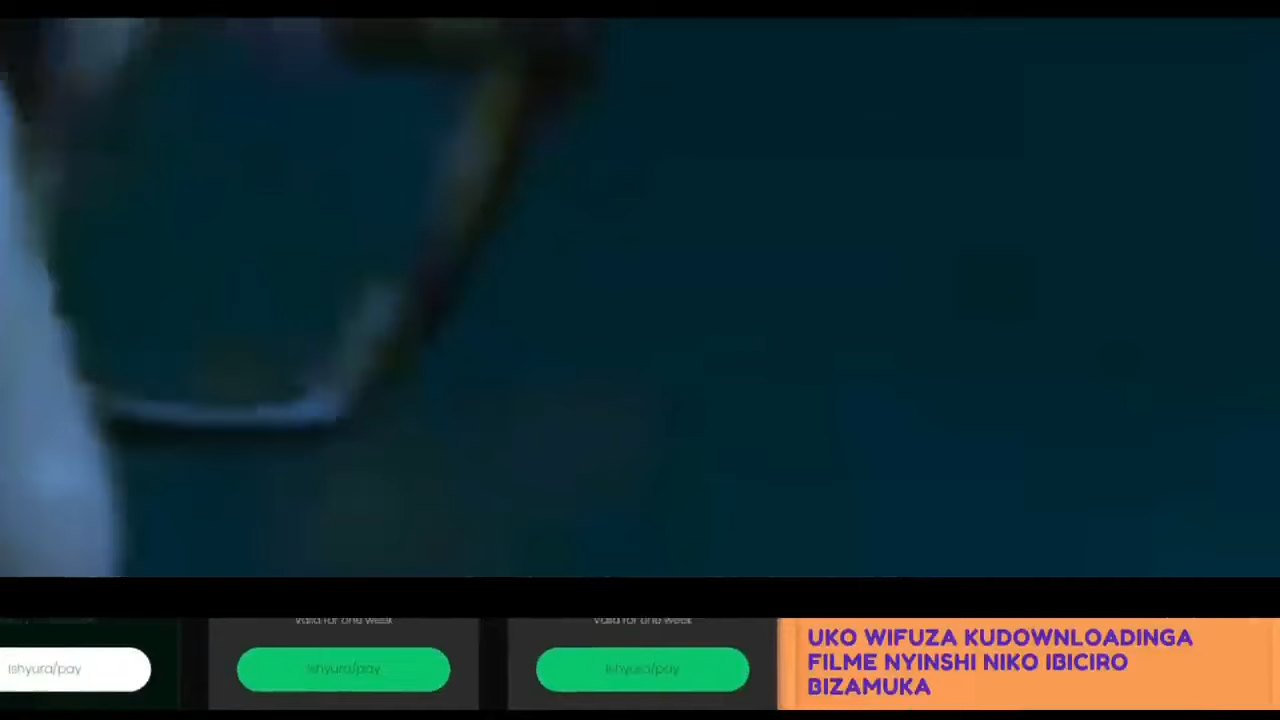 Valid for one week
Valid for one week
Ishyura/pay
Ishyura/pay
Ishyura/pay
UKO WIFUZA KUDOWNLOADINGA
FILME NYINSHI NIKO IBICIRO
BIZAMUKA